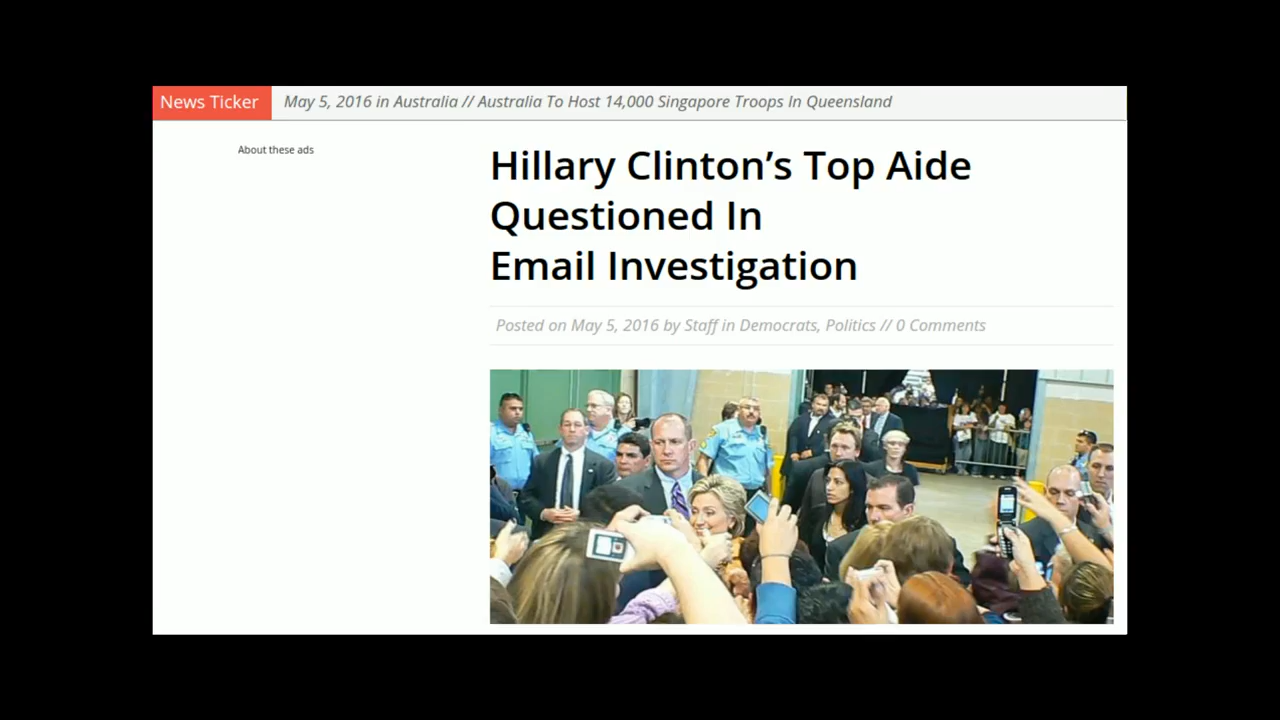 News Ticker May 5, 2016 in Australia // Australia To Host 14,000 Singapore Troops In Queensland
About these ads
Hillary Clinton’s Top Aide
Questioned In
Email Investigation
Posted on May 5, 2016 by Staff in Democrats, Politics // 0 Comments